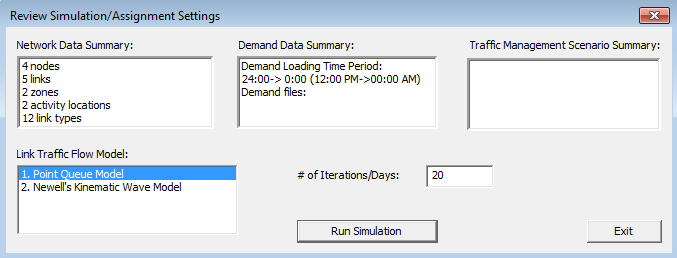 Review Simulation/Assignment Settings
Network Data Summary:
4 nodes
5 links
2 zones
2 activity locations
12 link types
Demand Data Summary:
Demand Loading Time Period:
24:00-> 0:00 (12:00 PM->00:00 AM)
Demand files:
Traffic Management Scenario Summary:
Link Traffic Flow Model:
1. Point Queue Model
2. Newell's Kinematic Wave Model
# of Iterations/Days:
20
Run Simulation
Exit